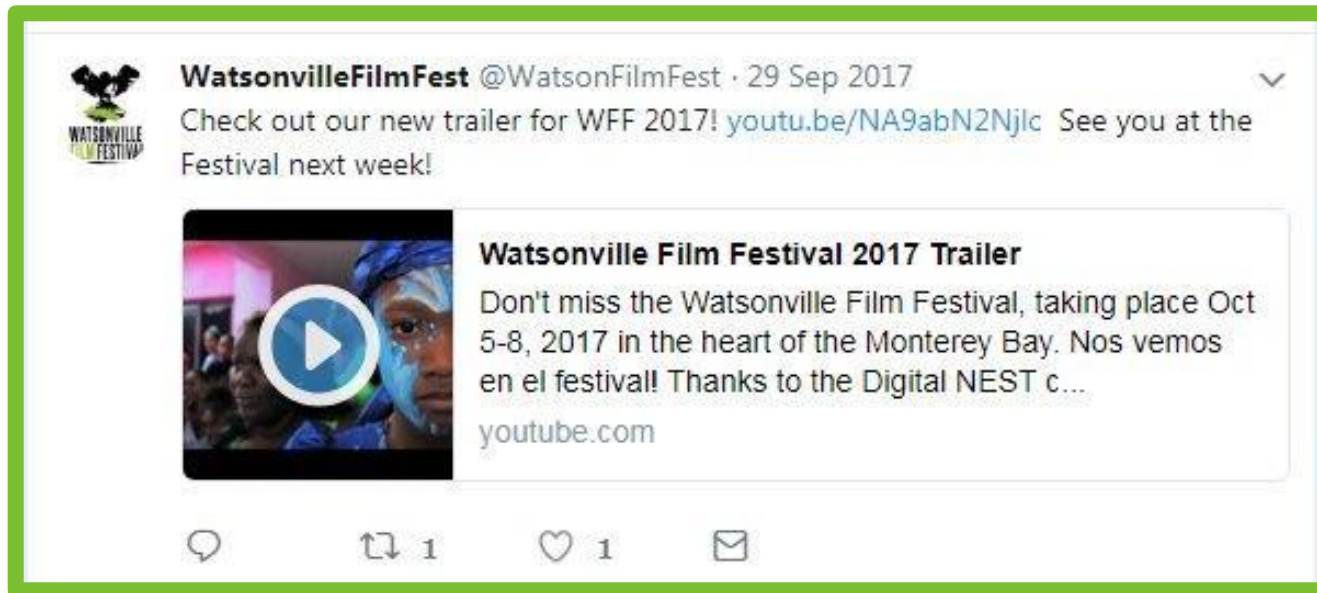 WatsonvilleFilmFest @WatsonFilmFest · 29 Sep 2017
WATSONVILLE
FILM FESTIVAL
Check out our new trailer for WFF 2017! youtu.be/NA9abN2Njlc See you at the
Festival next week!
Watsonville Film Festival 2017 Trailer
Don't miss the Watsonville Film Festival, taking place Oct
5-8, 2017 in the heart of the Monterey Bay. Nos vemos
en el festival! Thanks to the Digital NEST c...
youtube.com
1 1